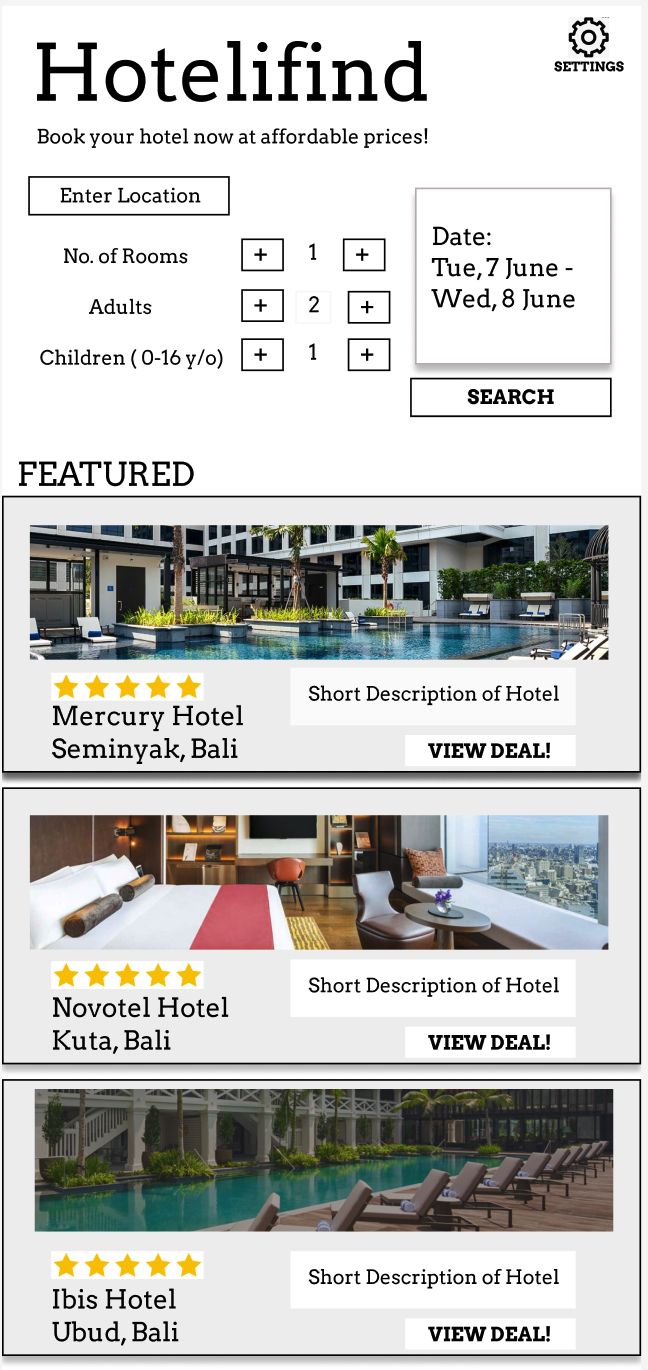 Hotelifind
SETTINGS
Book your hotel now at affordable prices!
Enter Location
No. of Rooms + 1 +
Adults + 2 +
Children ( 0-16 y/o) + 1 +
Date:
Tue, 7 June -
Wed, 8 June
SEARCH
FEATURED
Mercury Hotel
Seminyak, Bali
Short Description of Hotel
VIEW DEAL!
Novotel Hotel
Kuta, Bali
Short Description of Hotel
VIEW DEAL!
Ibis Hotel
Ubud, Bali
Short Description of Hotel
VIEW DEAL!